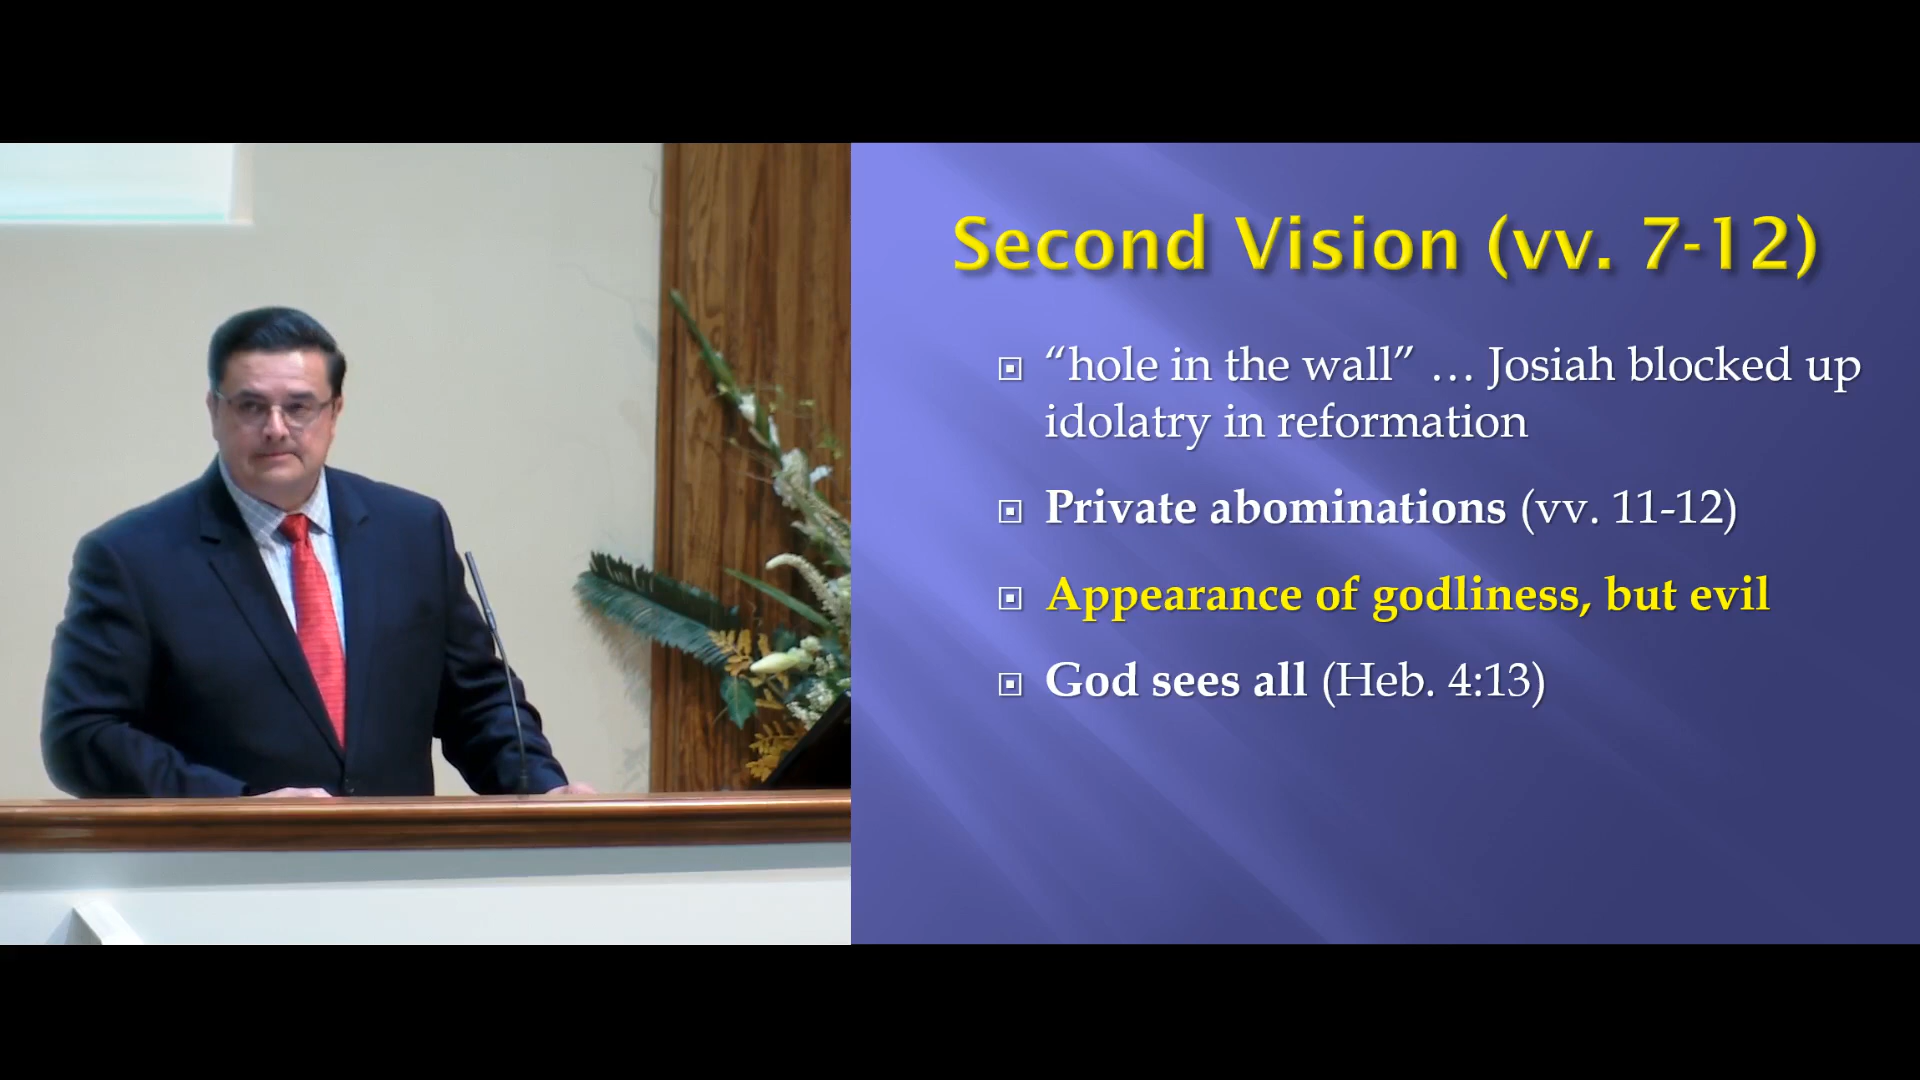 Second Vision (vv. 7-12)
“hole in the wall” … Josiah blocked up
idolatry in reformation
Private abominations (vv. 11-12)
Appearance of godliness, but evil
God sees all (Heb. 4:13)